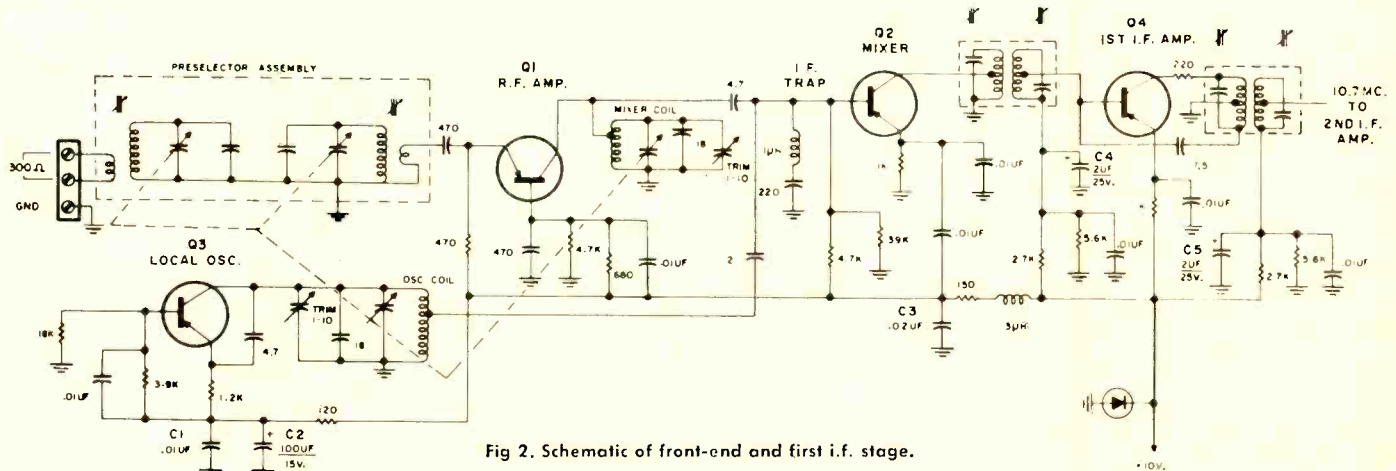 PRESELECTOR ASSEMBLY
300Ω
GND
470
Q1
R.F. AMP.
470
4.7K
680
.01UF
470
MIXER COIL
18
TRIM
1-10
4.7
I.F.
TRAP
1μH
220
2
4.7K
39K
Q2
MIXER
1K
.01UF
.01UF
C3
.02UF
150
3μH
2.7K
C4
2UF
25V.
5.6K
.01UF
Q4
1ST I.F. AMP.
220
7.5
.01UF
C5
2UF
25V.
2.7K
5.6K
.01UF
10.7MC.
TO
2ND I.F.
AMP.
Q3
LOCAL OSC.
18K
.01UF
3.9K
4.7
1.2K
TRIM
1-10
18
OSC COIL
120
C1
.01UF
C2
100UF
15V.
+10V.
Fig 2. Schematic of front-end and first i.f. stage.